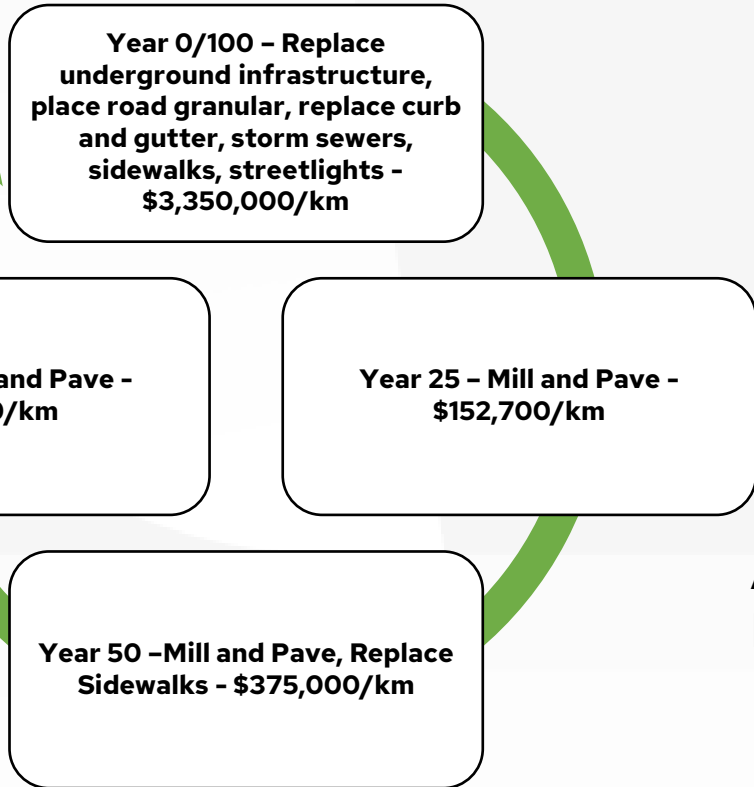 Year 0/100 – Replace
underground infrastructure,
place road granular, replace curb
and gutter, storm sewers,
sidewalks, streetlights -
$3,350,000/km
and Pave -
/km
Year 25 – Mill and Pave -
$152,700/km
Year 50 –Mill and Pave, Replace
Sidewalks - $375,000/km